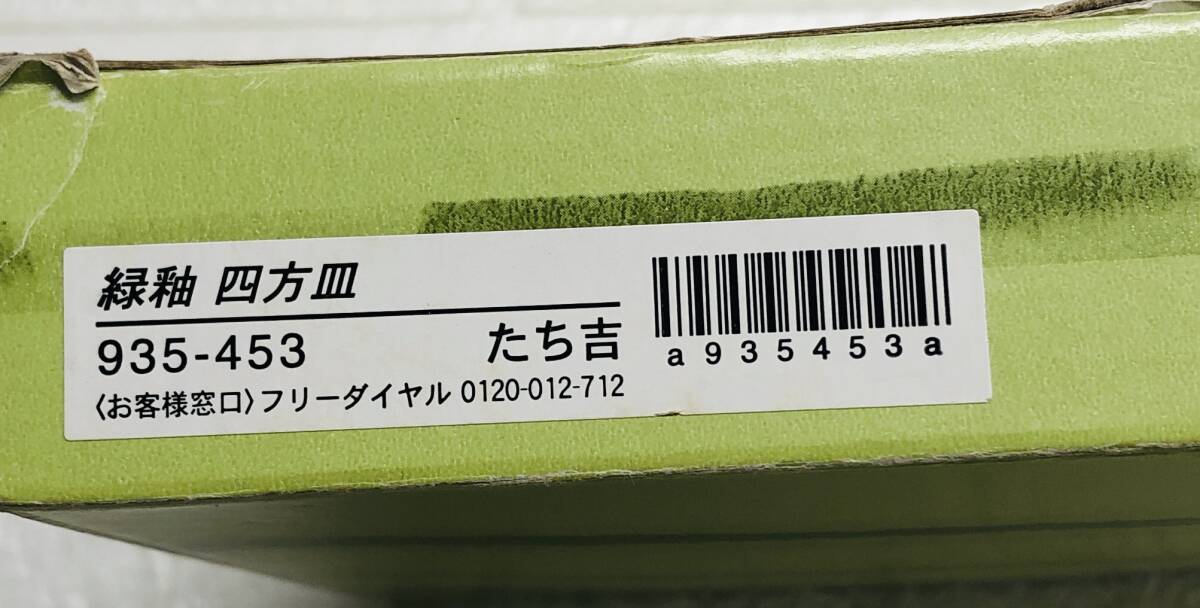 緑釉 四方皿
935-453 たち吉
〈お客様窓口〉フリーダイヤル 0120-012-712
a935453a